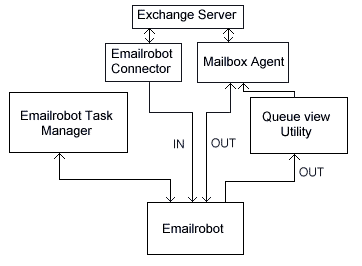 Exchange Server
Emailrobot
Connector
Mailbox Agent
Emailrobot Task
Manager
Queue view
Utility
IN
OUT
OUT
Emailrobot